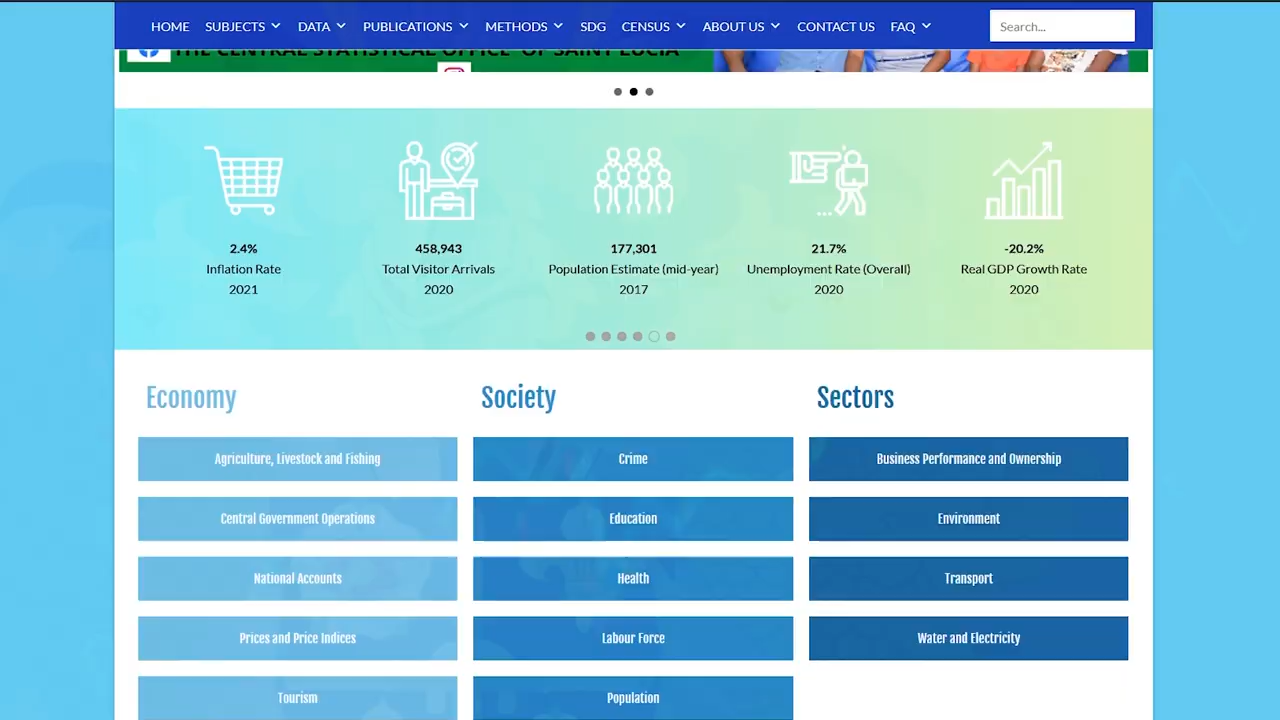 HOME SUBJECTS DATA PUBLICATIONS METHODS SDG CENSUS ABOUT US CONTACT US FAQ Search...
THE CENTRAL STATISTICAL OFFICE OF SAINT LUCIA
2.4% 458,943 177,301 21.7% -20.2%
Inflation Rate Total Visitor Arrivals Population Estimate (mid-year) Unemployment Rate (Overall) Real GDP Growth Rate
2021 2020 2017 2020 2020
Economy Society Sectors
Agriculture, Livestock and Fishing Crime Business Performance and Ownership
Central Government Operations Education Environment
National Accounts Health Transport
Prices and Price Indices Labour Force Water and Electricity
Tourism Population